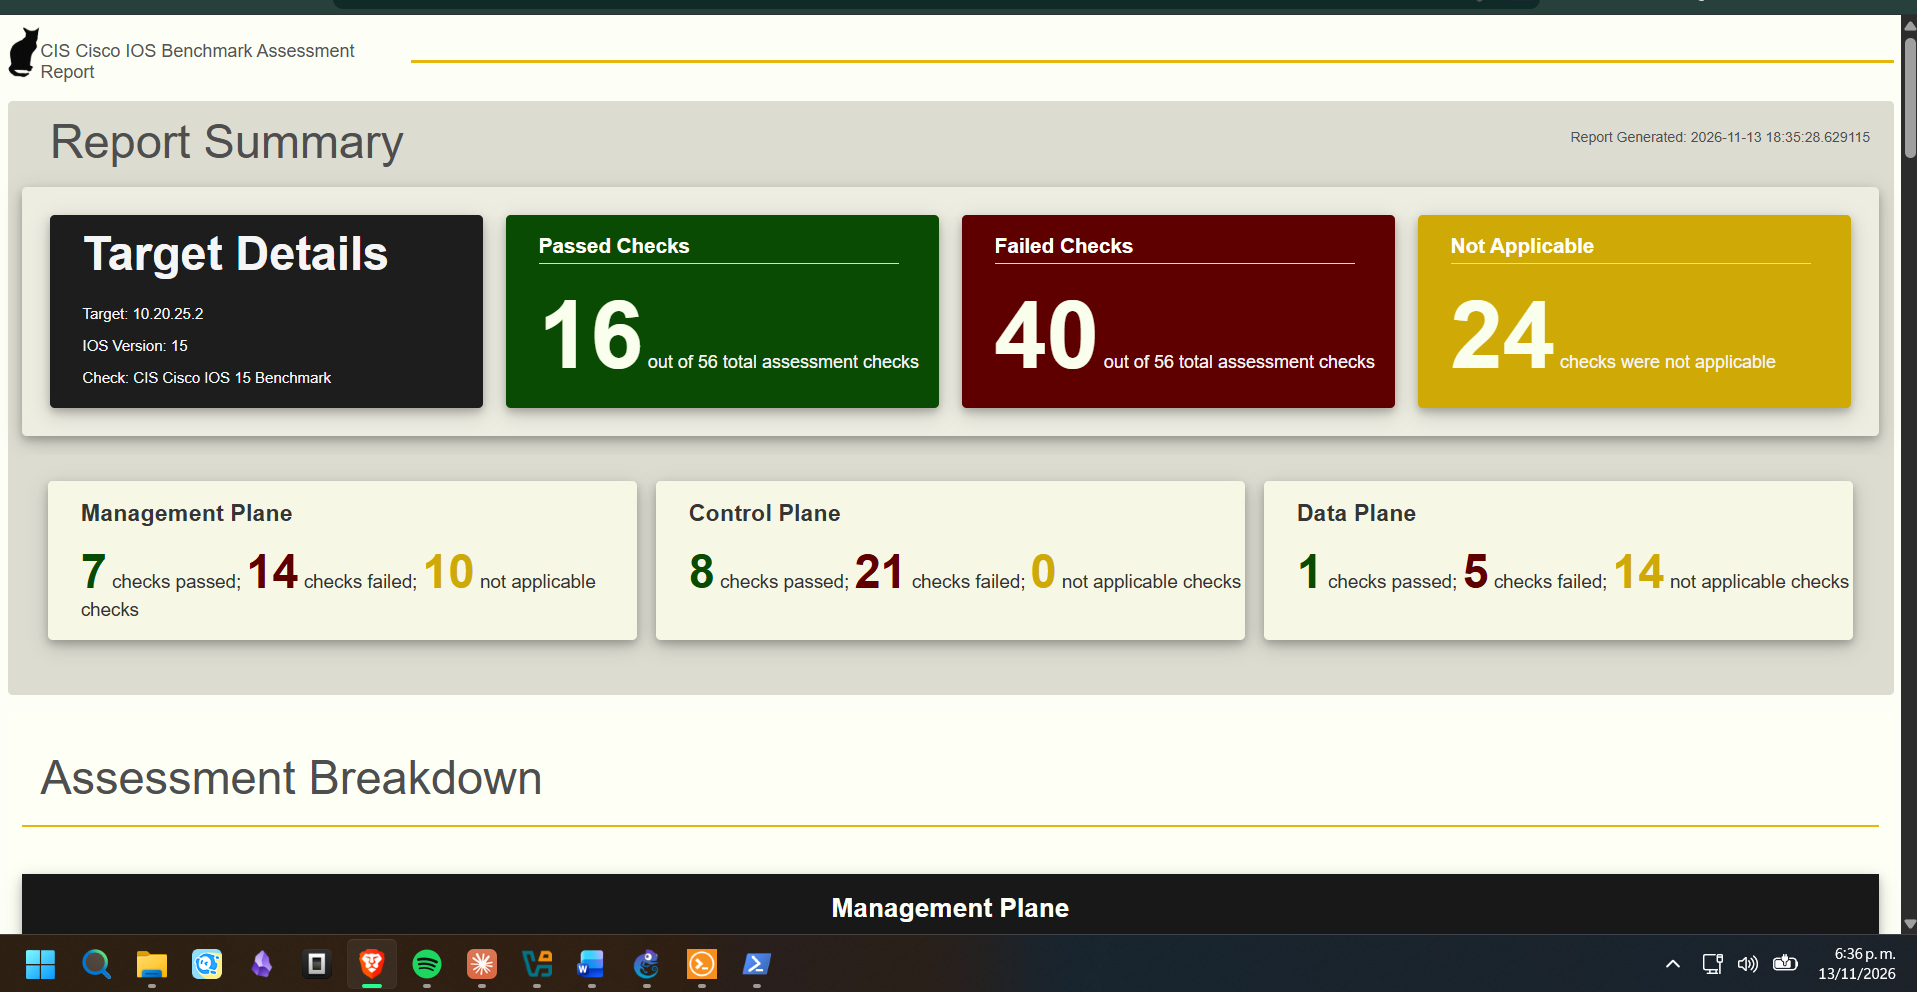 CIS Cisco IOS Benchmark Assessment
Report
Report Summary
Report Generated: 2026-11-13 18:35:28.629115
Target Details
Target: 10.20.25.2
IOS Version: 15
Check: CIS Cisco IOS 15 Benchmark
Passed Checks
16 out of 56 total assessment checks
Failed Checks
40 out of 56 total assessment checks
Not Applicable
24 checks were not applicable
Management Plane
7 checks passed; 14 checks failed; 10 not applicable
checks
Control Plane
8 checks passed; 21 checks failed; 0 not applicable checks
Data Plane
1 checks passed; 5 checks failed; 14 not applicable checks
Assessment Breakdown
Management Plane
6:36 p. m.
13/11/2026